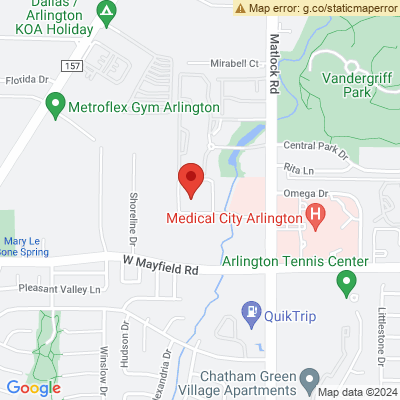 Dallas /
Arlington
KOA Holiday
Map error: g.co/staticmaperror
Mirabell Ct
Matlock Rd
Florida Dr
157
Vandergriff
Park
Metroflex Gym Arlington
Central Park Dr
Rita Ln
Omega Dr
Shoreline Dr
Medical City Arlington
H
Mary Le
Bone Spring
W Mayfield Rd
Arlington Tennis Center
Pleasant Valley Ln
QuikTrip
Hudson Dr
Winslow Dr
Alexandria Dr
Littlestone Dr
Chatham Green
Village Apartments
Google
Map data ©2024